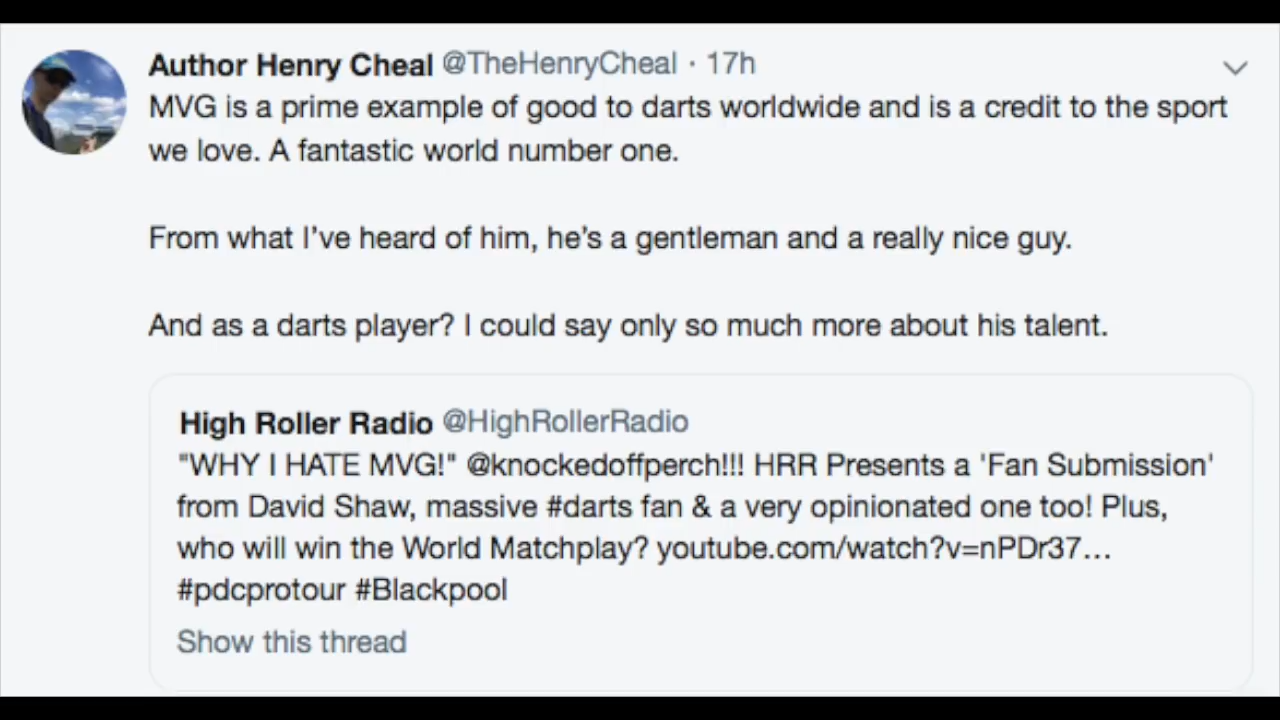 Author Henry Cheal @TheHenryCheal · 17h
MVG is a prime example of good to darts worldwide and is a credit to the sport
we love. A fantastic world number one.
From what I've heard of him, he's a gentleman and a really nice guy.
And as a darts player? I could say only so much more about his talent.
High Roller Radio @HighRollerRadio
"WHY I HATE MVG!" @knockedoffperch!!! HRR Presents a 'Fan Submission'
from David Shaw, massive #darts fan & a very opinionated one too! Plus,
who will win the World Matchplay? youtube.com/watch?v=nPDr37...
#pdcprotour #Blackpool
Show this thread